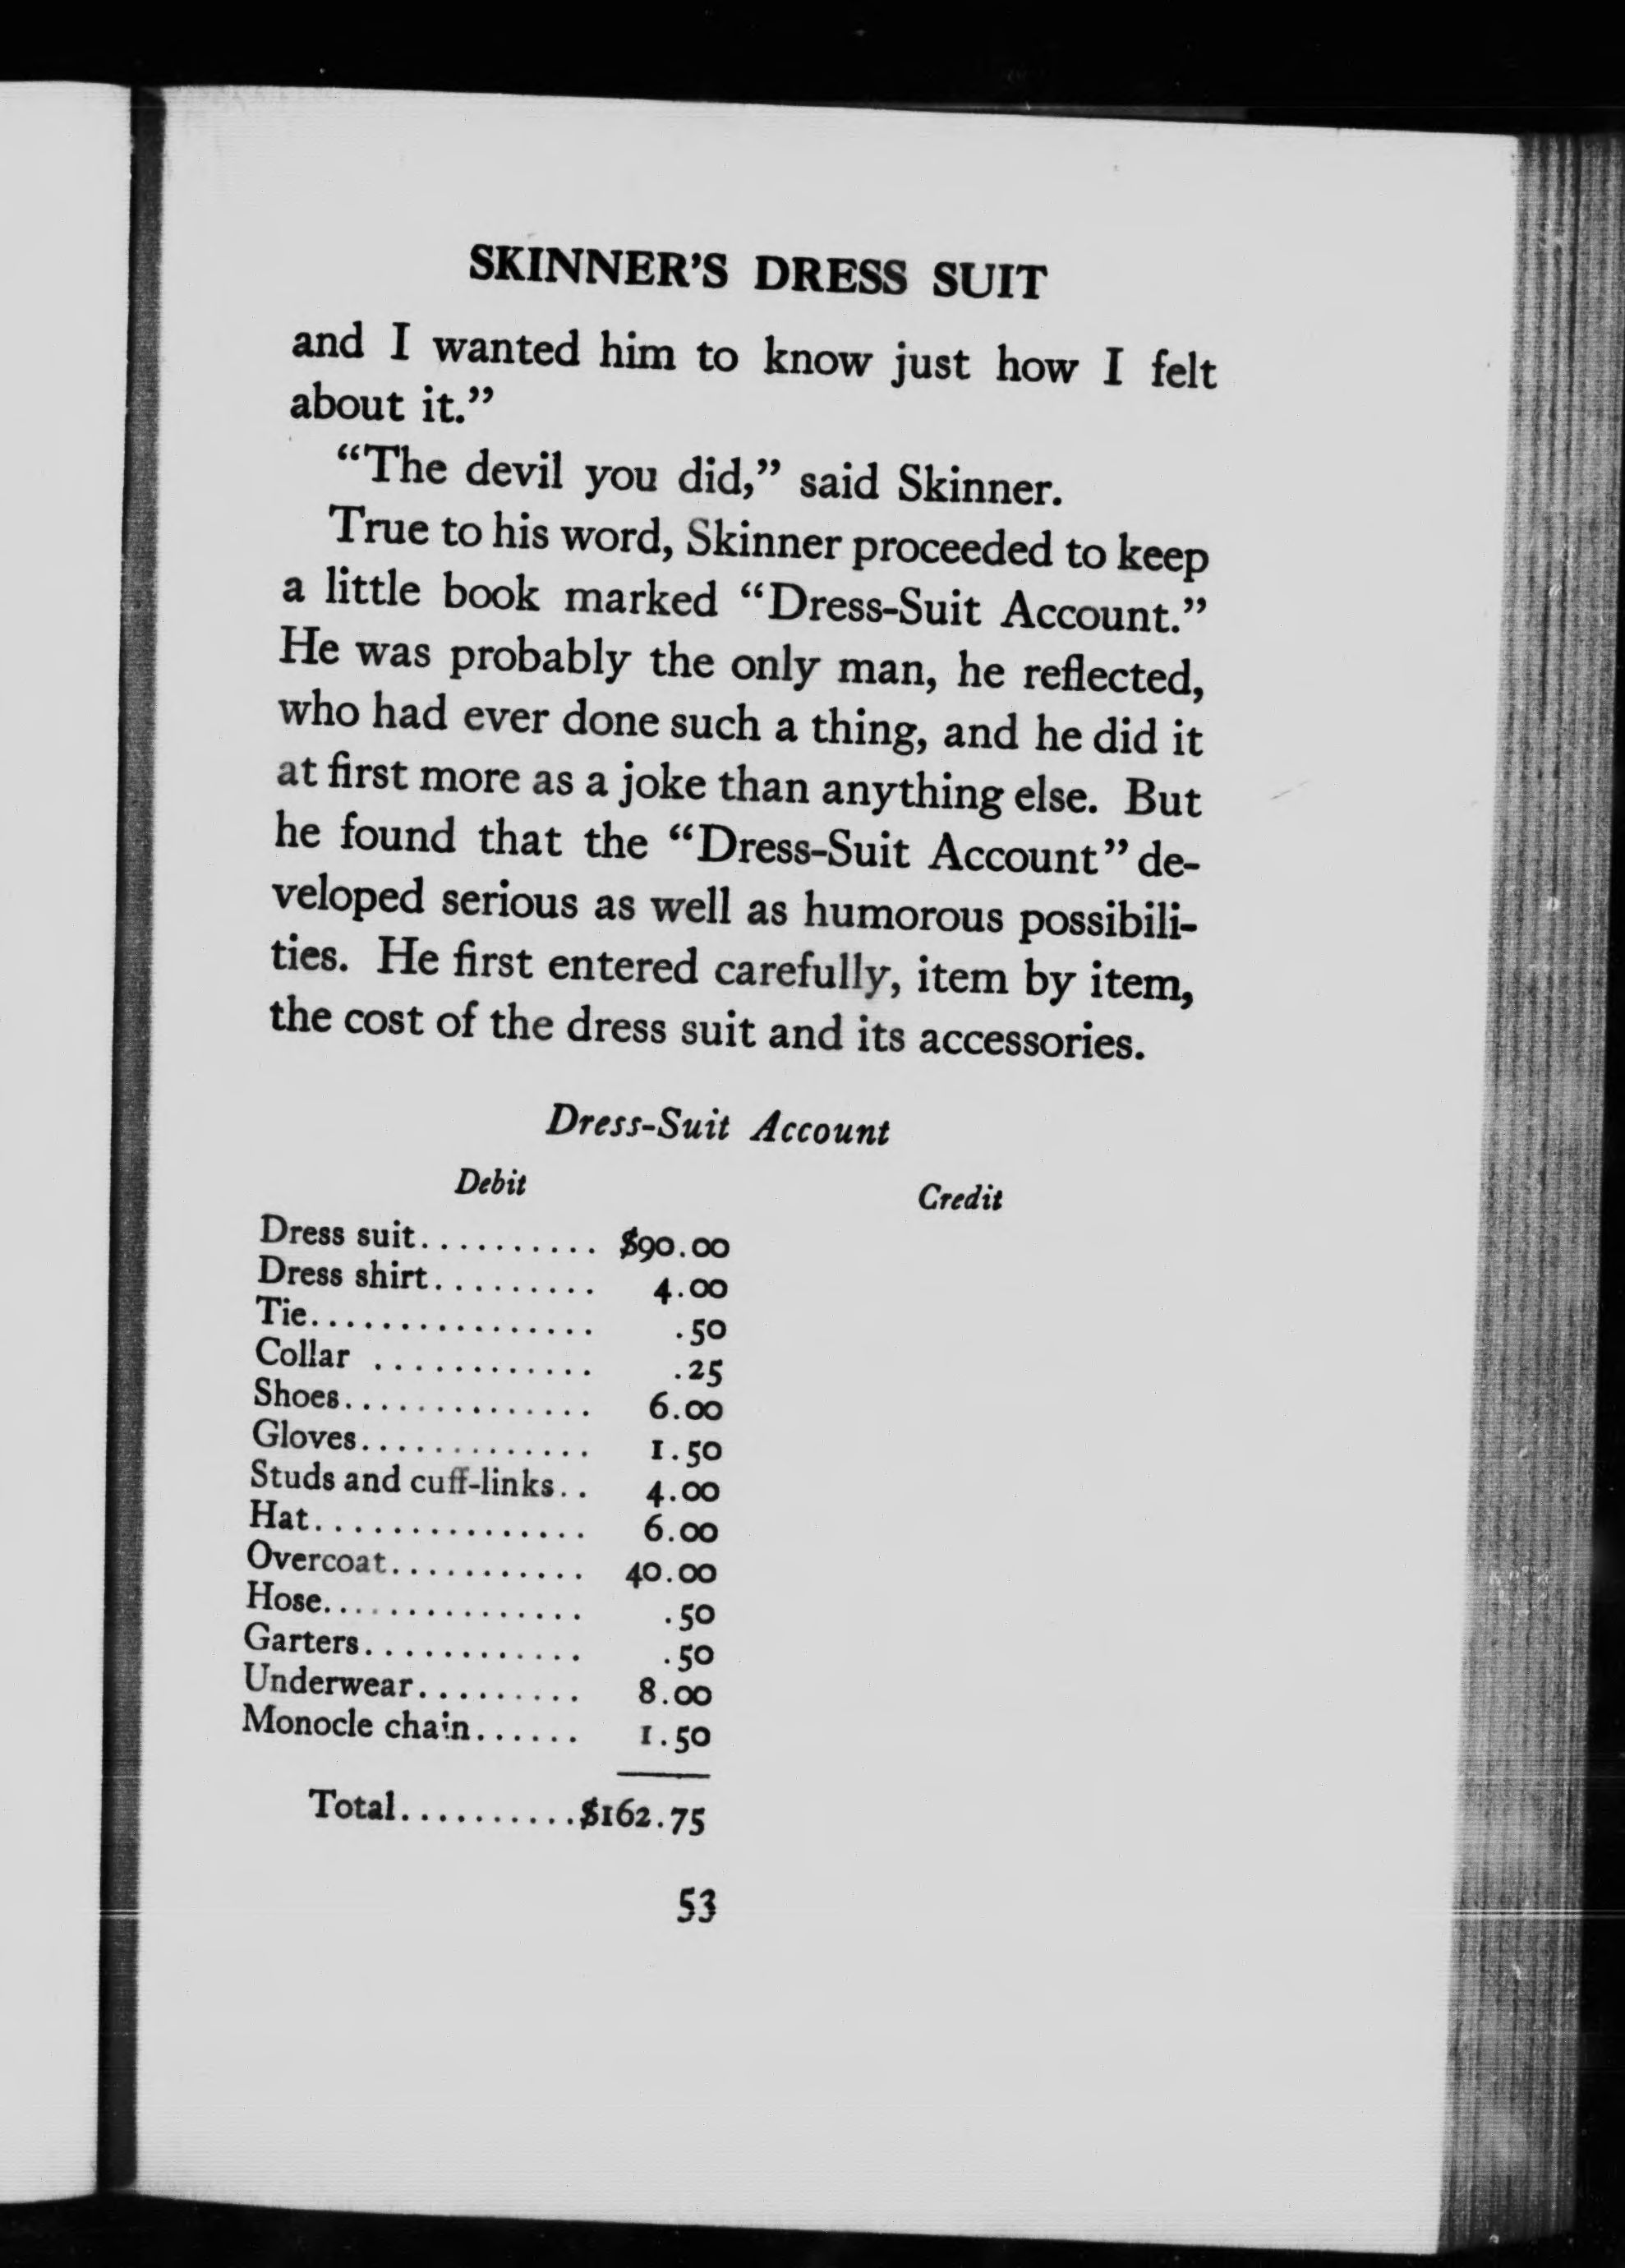 SKINNER'S DRESS SUIT
and I wanted him to know just how I felt
about it.”
“The devil you did,” said Skinner.
True to his word, Skinner proceeded to keep
a little book marked “Dress-Suit Account.”
He was probably the only man, he reflected,
who had ever done such a thing, and he did it
at first more as a joke than anything else. But
he found that the “Dress-Suit Account” de-
veloped serious as well as humorous possibili-
ties. He first entered carefully, item by item,
the cost of the dress suit and its accessories.
Dress-Suit Account
Debit Credit
Dress suit.......... $90.00
Dress shirt......... 4.00
Tie................ .50
Collar ............ .25
Shoes.............. 6.00
Gloves............. 1.50
Studs and cuff-links.. 4.00
Hat............... 6.00
Overcoat........... 40.00
Hose............... .50
Garters............ .50
Underwear......... 8.00
Monocle chain...... 1.50
Total..........$162.75
53